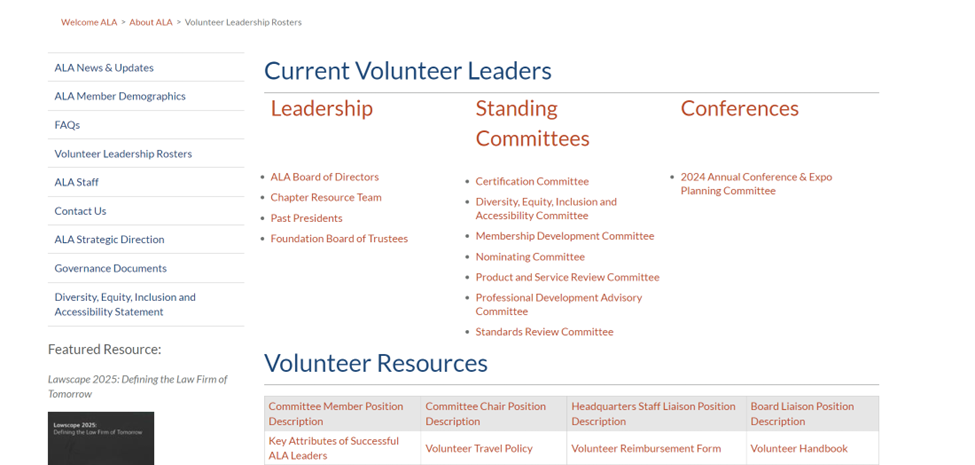 Welcome ALA > About ALA > Volunteer Leadership Rosters
ALA News & Updates
ALA Member Demographics
FAQs
Volunteer Leadership Rosters
ALA Staff
Contact Us
ALA Strategic Direction
Governance Documents
Diversity, Equity, Inclusion and
Accessibility Statement
Featured Resource:
Lawscape 2025: Defining the Law Firm of
Tomorrow
Lawscape 2025:
Defining the Law Firm of Tomorrow
Current Volunteer Leaders
Leadership
ALA Board of Directors
Chapter Resource Team
Past Presidents
Foundation Board of Trustees
Standing
Committees
Certification Committee
Diversity, Equity, Inclusion and
Accessibility Committee
Membership Development Committee
Nominating Committee
Product and Service Review Committee
Professional Development Advisory
Committee
Standards Review Committee
Conferences
2024 Annual Conference & Expo
Planning Committee
Volunteer Resources
Committee Member Position
Description
Committee Chair Position
Description
Headquarters Staff Liaison Position
Description
Board Liaison Position
Description
Key Attributes of Successful
ALA Leaders
Volunteer Travel Policy
Volunteer Reimbursement Form
Volunteer Handbook